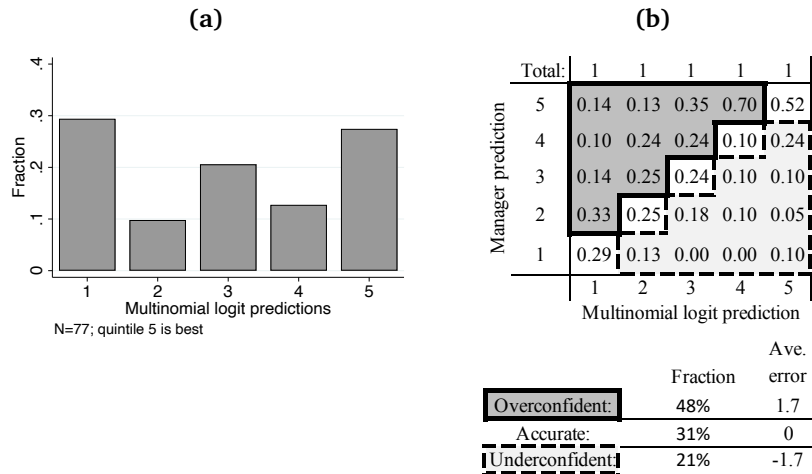 (a)
.4
.3
.2
.1
0
Fraction
1 2 3 4 5
Multinomial logit predictions
N=77; quintile 5 is best
(b)
Total: 1 1 1 1 1
5 0.14 0.13 0.35 0.70 0.52
4 0.10 0.24 0.24 0.10 0.24
3 0.14 0.25 0.24 0.10 0.10
2 0.33 0.25 0.18 0.10 0.05
1 0.29 0.13 0.00 0.00 0.10
Manager prediction
1 2 3 4 5
Multinomial logit prediction
Ave.
Fraction error
Overconfident: 48% 1.7
Accurate: 31% 0
Underconfident: 21% -1.7